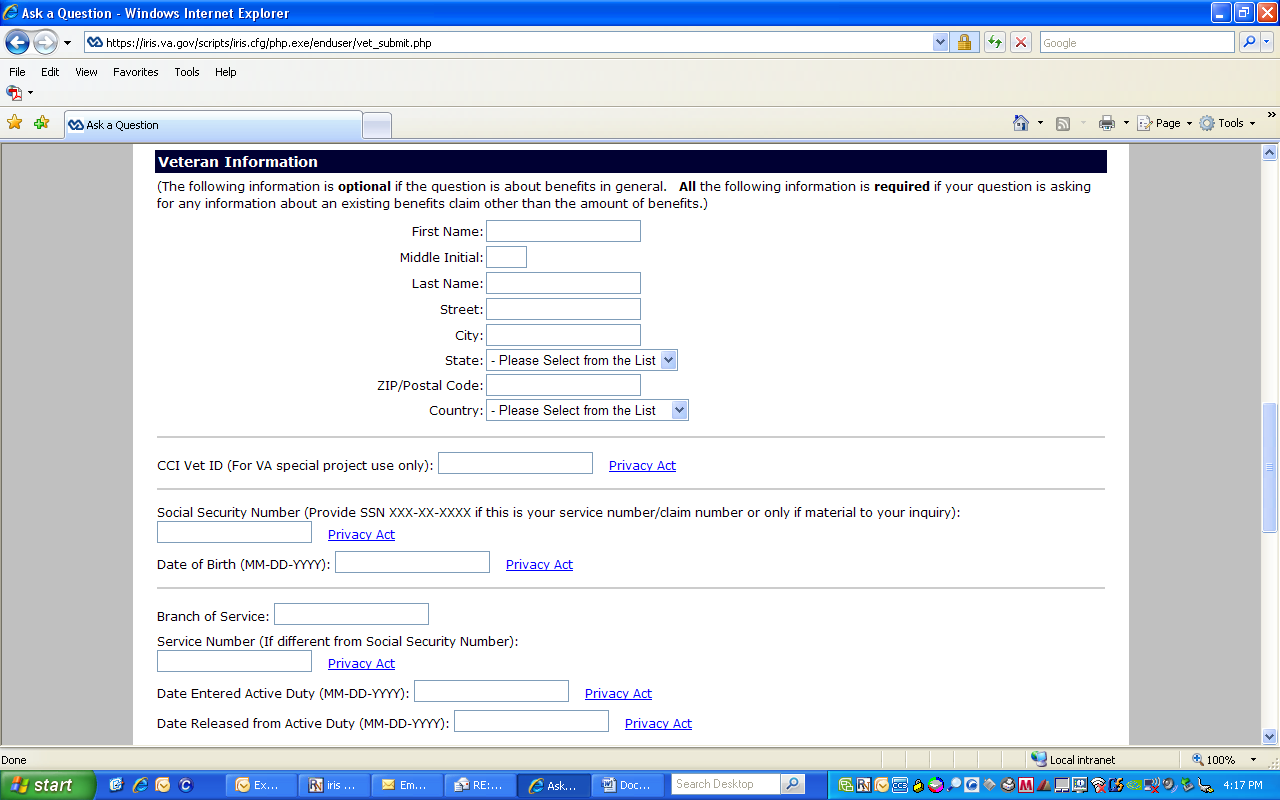 Ask a Question - Windows Internet Explorer
https://iris.va.gov/scripts/iris.cfg/php.exe/enduser/vet_submit.php
Google
File Edit View Favorites Tools Help
Ask a Question
Page Tools
Veteran Information
(The following information is optional if the question is about benefits in general. All the following information is required if your question is asking
for any information about an existing benefits claim other than the amount of benefits.)
First Name:
Middle Initial:
Last Name:
Street:
City:
State: - Please Select from the List
ZIP/Postal Code:
Country: - Please Select from the List
CCI Vet ID (For VA special project use only): Privacy Act
Social Security Number (Provide SSN XXX-XX-XXXX if this is your service number/claim number or only if material to your inquiry):
Privacy Act
Date of Birth (MM-DD-YYYY): Privacy Act
Branch of Service:
Service Number (If different from Social Security Number):
Privacy Act
Date Entered Active Duty (MM-DD-YYYY): Privacy Act
Date Released from Active Duty (MM-DD-YYYY): Privacy Act
Done Local intranet 100%
start Ex... iris ... Em... RE:... Ask... Doc... Search Desktop 4:17 PM